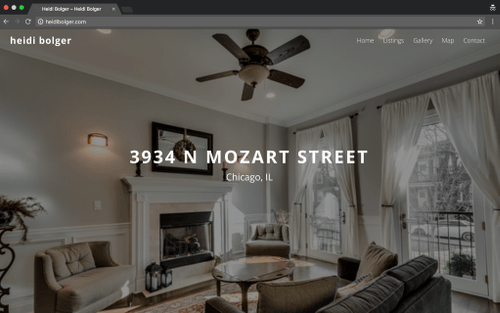 Heidi Bolger – Heidi Bolger
heidibolger.com
heidi bolger
Home Listings Gallery Map Contact
3934 N MOZART STREET
Chicago, IL